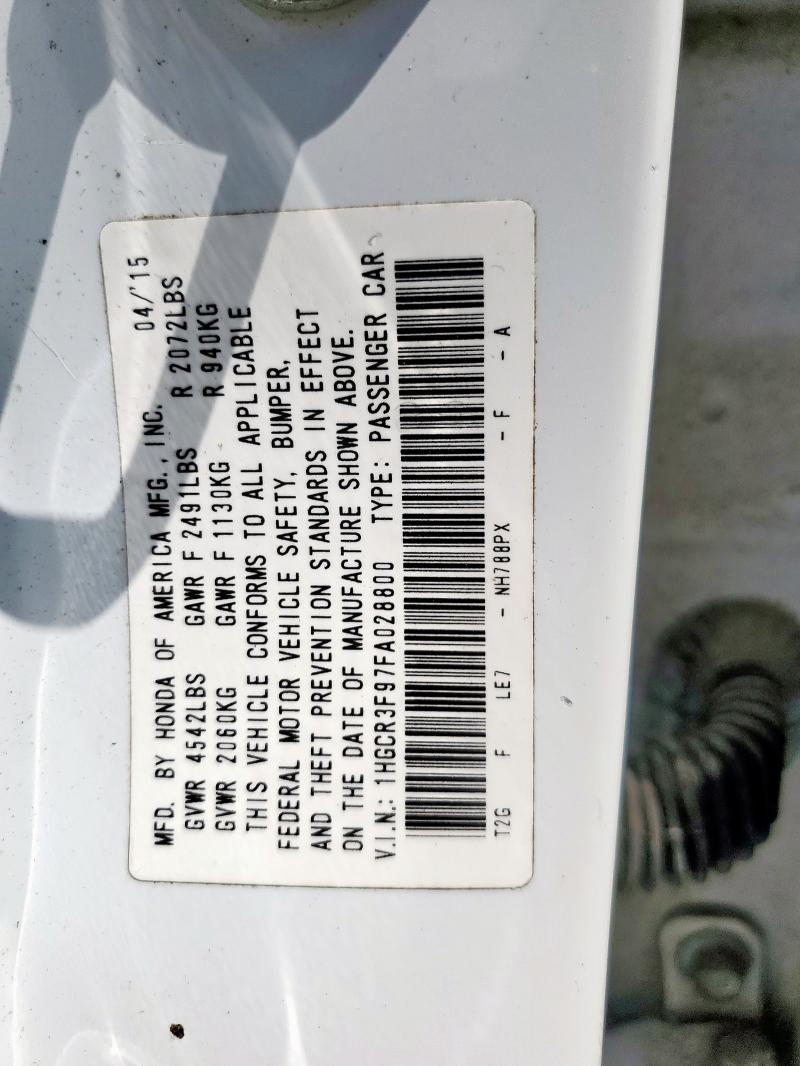 MFD. BY HONDA OF AMERICA MFG., INC. 04/'15
GVWR 4542LBS GAWR F 2491LBS R 2072LBS
GVWR 2060KG GAWR F 1130KG R 940KG
THIS VEHICLE CONFORMS TO ALL APPLICABLE
FEDERAL MOTOR VEHICLE SAFETY, BUMPER,
AND THEFT PREVENTION STANDARDS IN EFFECT
ON THE DATE OF MANUFACTURE SHOWN ABOVE.
V.I.N.: 1HGCR3F97FA028800 TYPE: PASSENGER CAR
T2G F LE7 - NH788PX - F - A